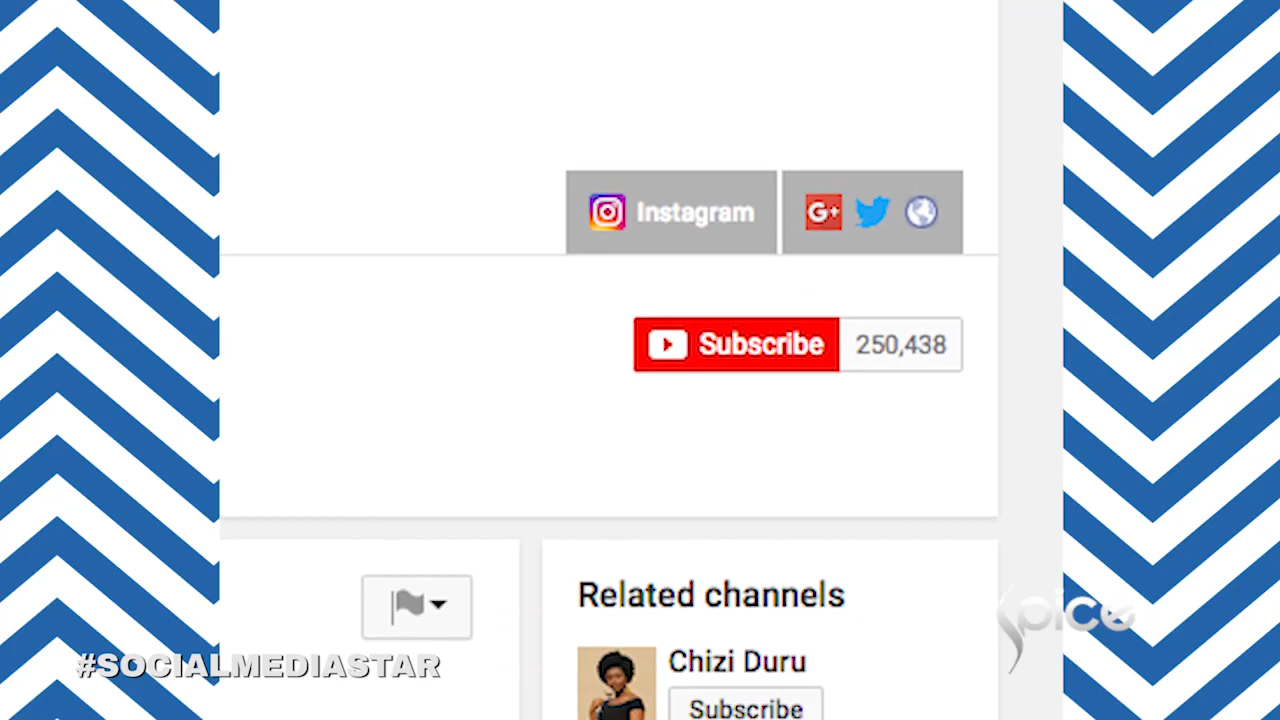 Instagram
G+
Subscribe 250,438
Related channels
Chizi Duru
Subscribe
#SOCIALMEDIASTAR
Spice